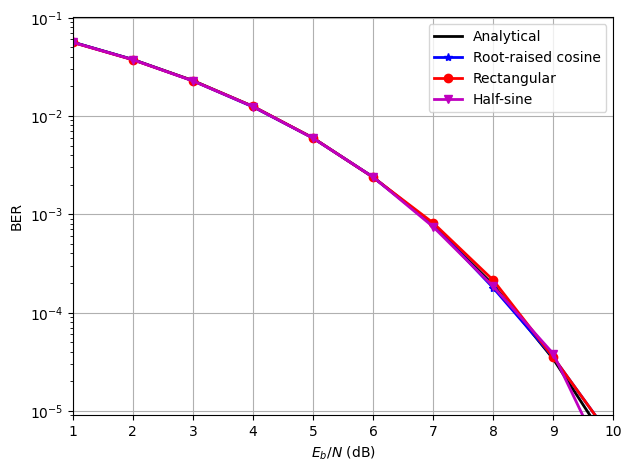 10⁻¹
10⁻²
10⁻³
10⁻⁴
10⁻⁵
BER
Analytical
Root-raised cosine
Rectangular
Half-sine
1 2 3 4 5 6 7 8 9 10
E_b/N (dB)